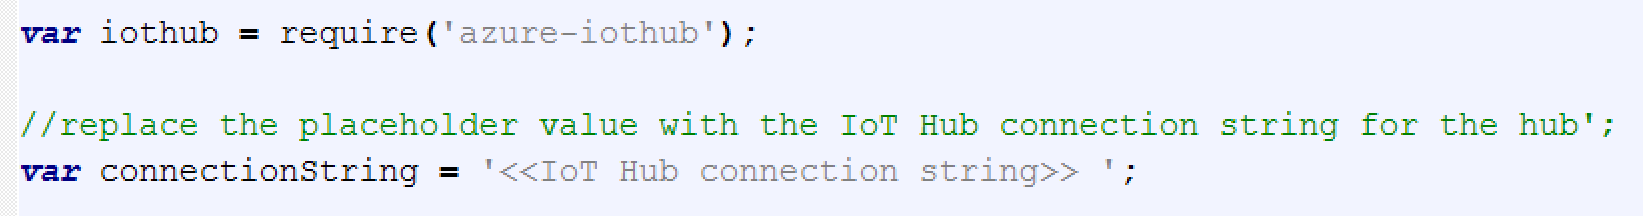 var iothub = require('azure-iothub');
//replace the placeholder value with the IoT Hub connection string for the hub';
var connectionString = '<<IoT Hub connection string>> ';